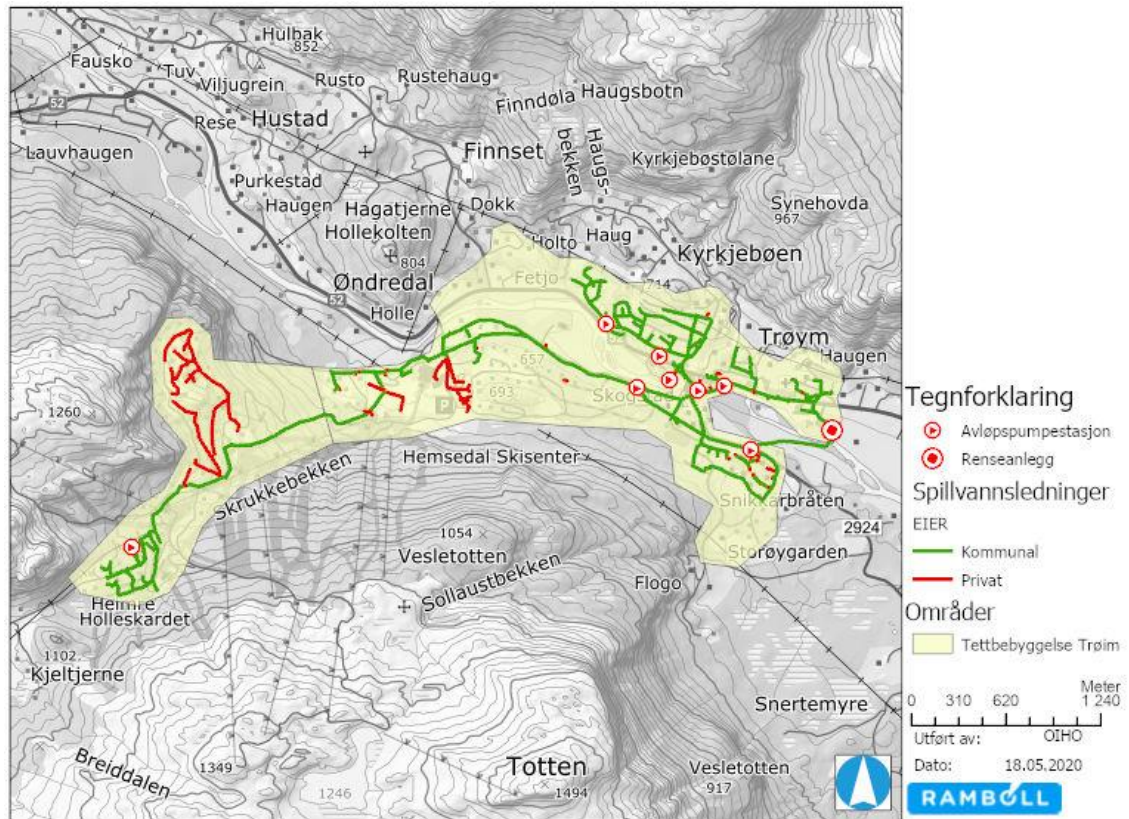 Hulbak
852
Fausko
Tuv
Viljugrein
Rusto
Rustehaug
Finndøla
Haugsbotn
52
Rese
Hustad
Lauvhaugen
Finnset
Haugs-
bekken
Kyrkjebøstølane
Purkestad
Haugen
Hagatjerne
Dokk
Synehovda
967
Hollekolten
Holto
Haug
Kyrkjebøen
804
Øndredal
Fetjo
714
52
Holle
Trøym
Haugen
657
693
P
1260
Hemsedal Skisenter
Skrukkebekken
Snikkarbråten
2924
1054
Vesletotten
Storøygarden
Sollaustbekken
Flogo
Heimre
Holleskardet
1102
Kjeltjerne
Snertemyre
Breiddalen
1349
1246
Totten
1494
Vesletotten
917
Tegnforklaring
Avløpspumpestasjon
Renseanlegg
Spillvannsledninger
EIER
Kommunal
Privat
Områder
Tettbebyggelse Trøim
Meter
0 310 620 1 240
Utført av: OIHO
Dato: 18.05.2020
RAMBOLL